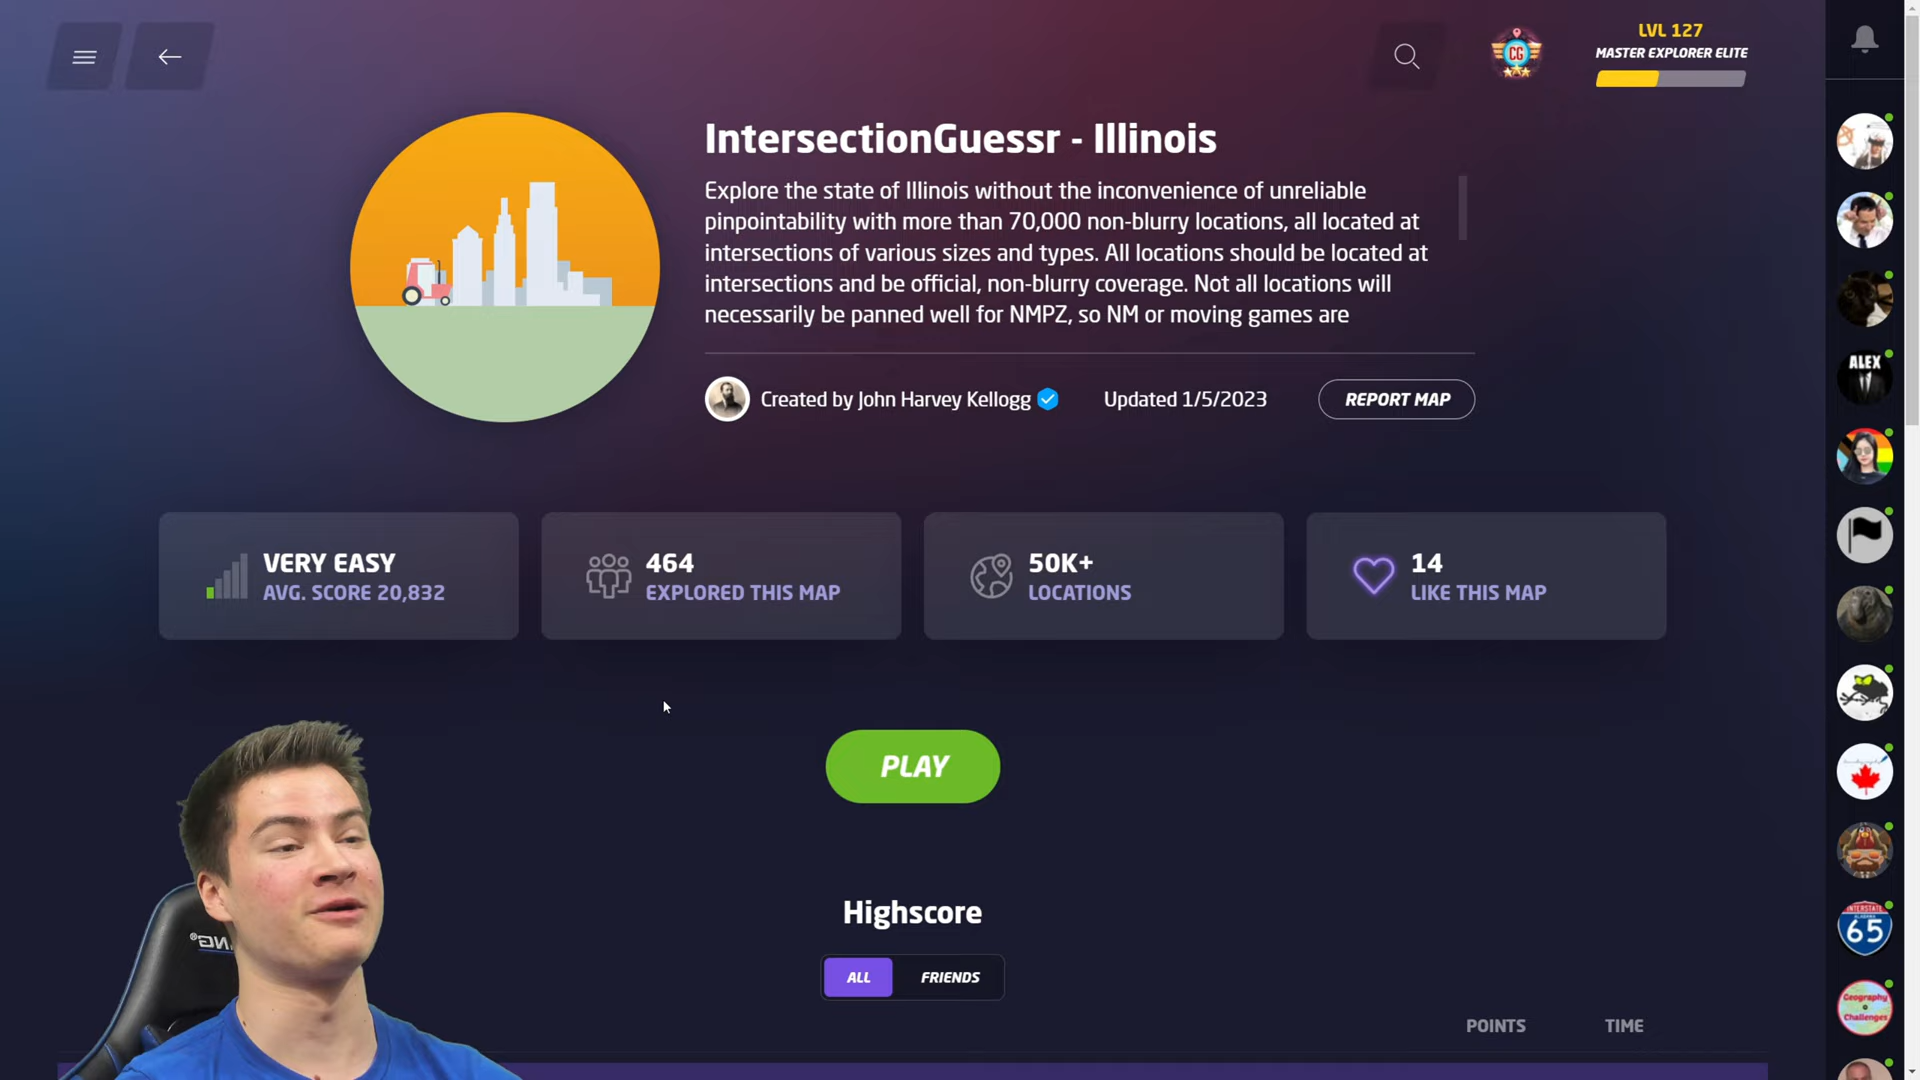 LVL 127
MASTER EXPLORER ELITE
CG
IntersectionGuessr - Illinois
Explore the state of Illinois without the inconvenience of unreliable
pinpointability with more than 70,000 non-blurry locations, all located at
intersections of various sizes and types. All locations should be located at
intersections and be official, non-blurry coverage. Not all locations will
necessarily be panned well for NMPZ, so NM or moving games are
Created by John Harvey Kellogg
Updated 1/5/2023
REPORT MAP
ALEX
VERY EASY
AVG. SCORE 20,832
464
EXPLORED THIS MAP
50K+
LOCATIONS
14
LIKE THIS MAP
PLAY
Highscore
ALL
FRIENDS
INTERSTATE
65
Geography
Challenges
POINTS
TIME